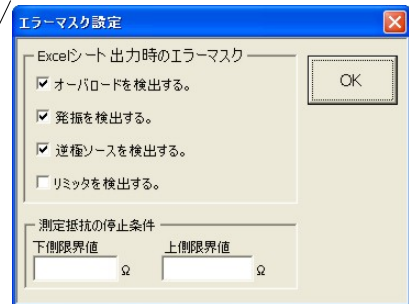 エラーマスク設定
Excelシート出力時のエラーマスク
オーバロードを検出する。
OK
発振を検出する。
逆極ソースを検出する。
リミッタを検出する。
測定抵抗の停止条件
下側限界値 上側限界値
Ω Ω